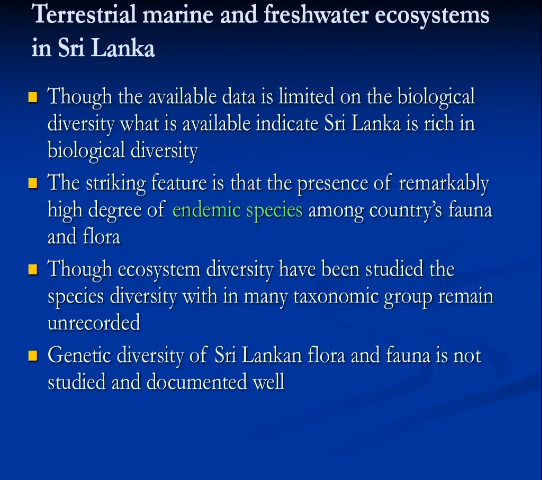 Terrestrial marine and freshwater ecosystems
in Sri Lanka
Though the available data is limited on the biological
diversity what is available indicate Sri Lanka is rich in
biological diversity
The striking feature is that the presence of remarkably
high degree of endemic species among country's fauna
and flora
Though ecosystem diversity have been studied the
species diversity with in many taxonomic group remain
unrecorded
Genetic diversity of Sri Lankan flora and fauna is not
studied and documented well